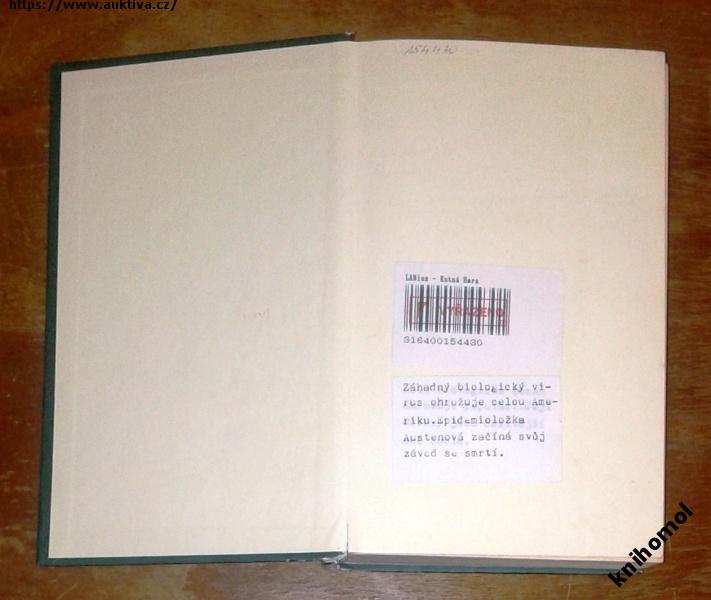 https://www.auktiva.cz/
LANius - Kutná Hora
VYŘAZENO
316400154430
Záhadný biologický vi-
rus ohrožuje celou Ame-
riku.Epidemioložka
Austenová začíná svůj
závod se smrtí.
knihomol